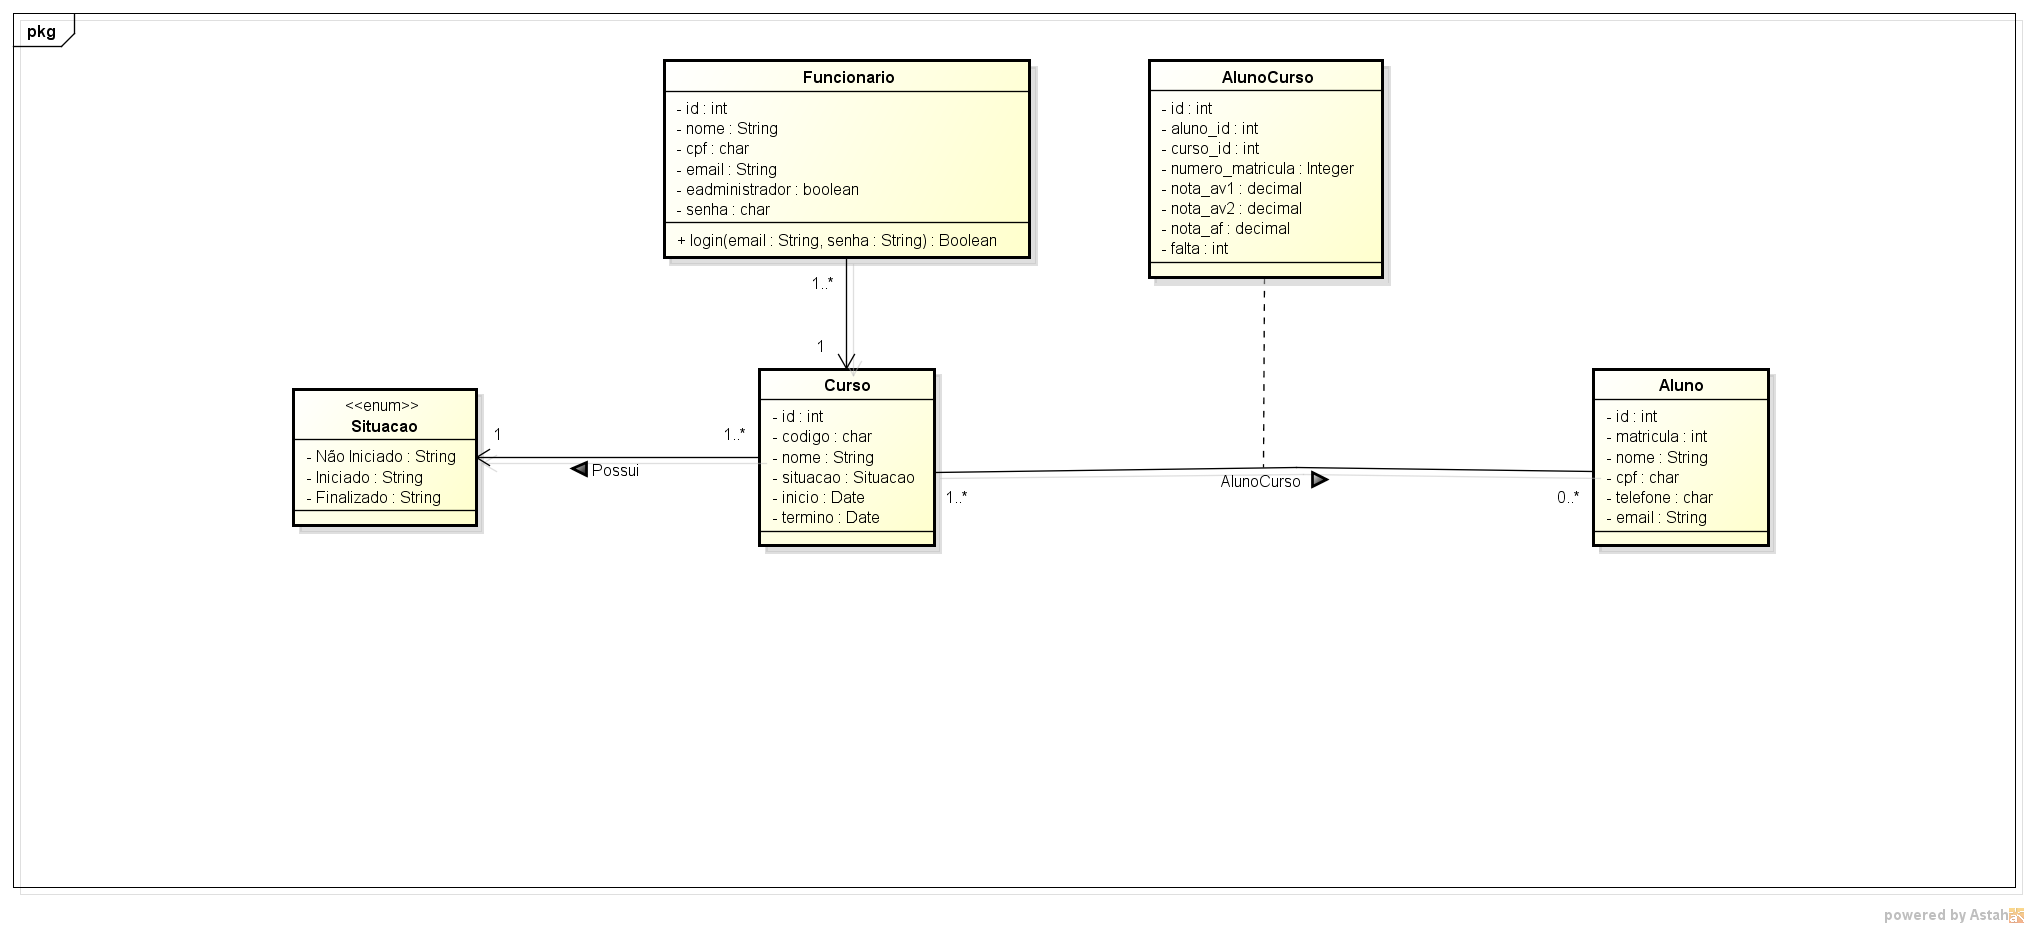 pkg
Funcionario
- id : int
- nome : String
- cpf : char
- email : String
- eadministrador : boolean
- senha : char
+ login(email : String, senha : String) : Boolean
AlunoCurso
- id : int
- aluno_id : int
- curso_id : int
- numero_matricula : Integer
- nota_av1 : decimal
- nota_av2 : decimal
- nota_af : decimal
- falta : int
1..*
1
<<enum>>
Situacao
- Não Iniciado : String
- Iniciado : String
- Finalizado : String
1
1..*
Possui
Curso
- id : int
- codigo : char
- nome : String
- situacao : Situacao
- inicio : Date
- termino : Date
1..*
AlunoCurso
0..*
Aluno
- id : int
- matricula : int
- nome : String
- cpf : char
- telefone : char
- email : String
powered by Astah